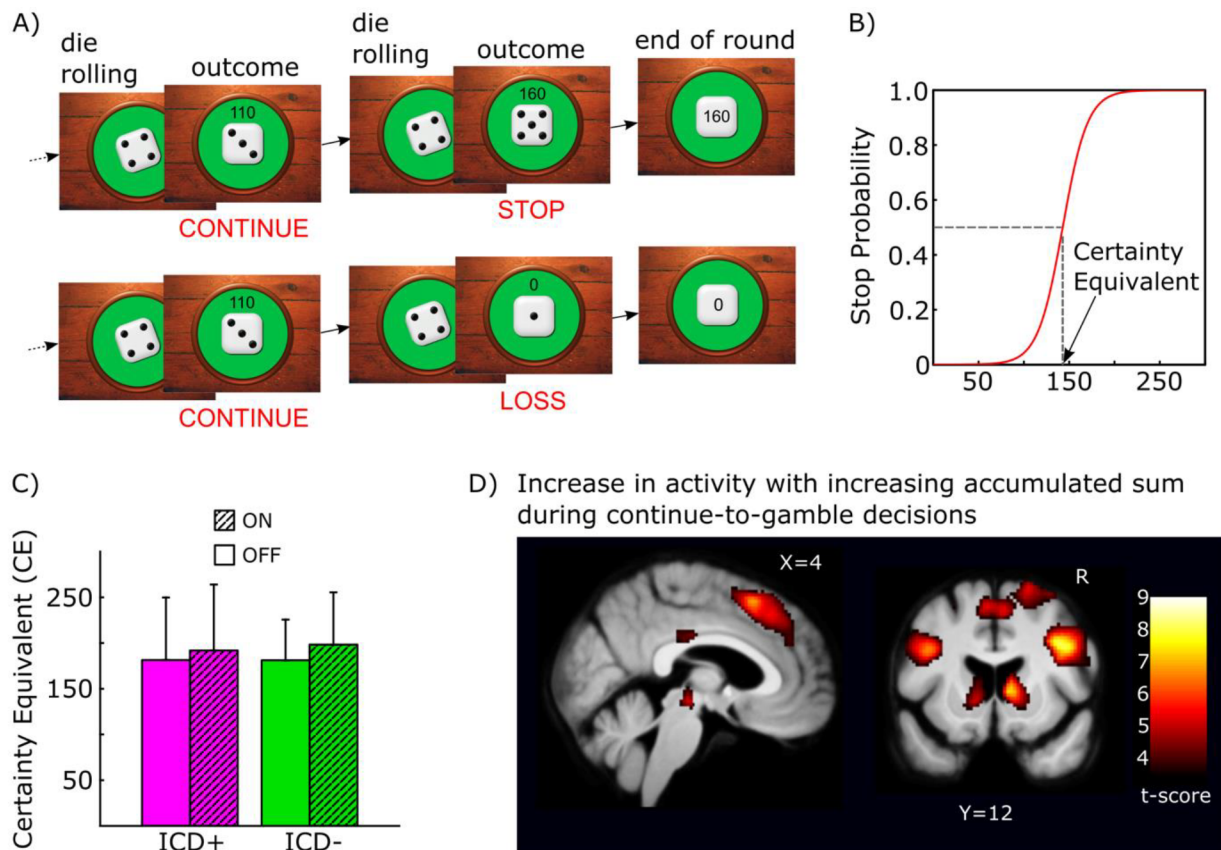 A)
die rolling
outcome
110
CONTINUE
die rolling
outcome
160
STOP
end of round
160
110
CONTINUE
0
LOSS
0
B)
Stop Probability
1.0
0.8
0.6
0.4
0.2
0
Certainty
Equivalent
50
150
250
C)
Certainty Equivalent (CE)
ON
OFF
250
150
50
ICD+
ICD-
D) Increase in activity with increasing accumulated sum
during continue-to-gamble decisions
X=4
R
Y=12
9
8
7
6
5
4
t-score